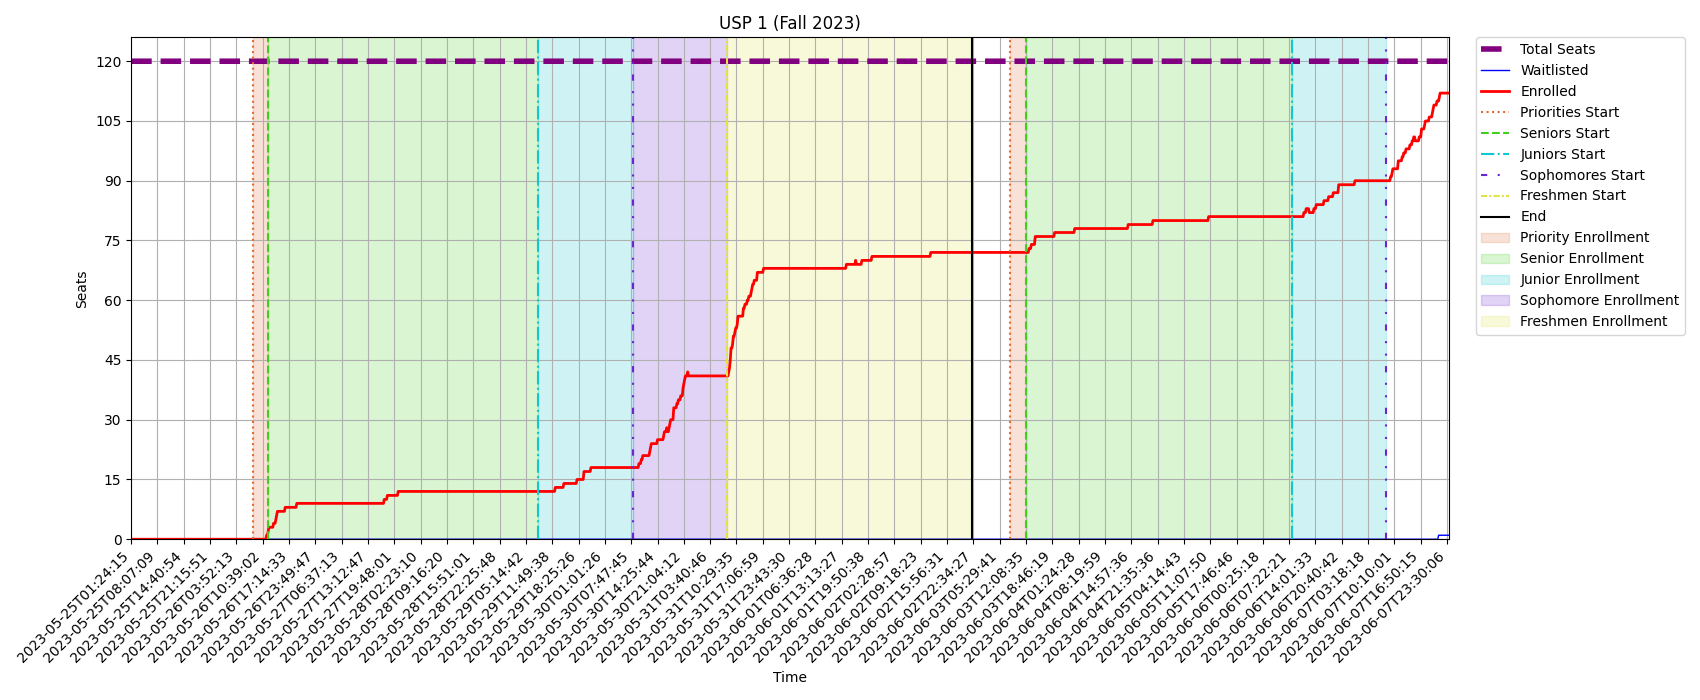 USP 1 (Fall 2023)
Seats
120
105
90
75
60
45
30
15
0
2023-05-25T01:24:15
2023-05-25T08:07:09
2023-05-25T14:40:54
2023-05-25T21:15:51
2023-05-26T03:52:13
2023-05-26T10:39:02
2023-05-26T17:14:33
2023-05-26T23:49:47
2023-05-27T06:37:13
2023-05-27T13:12:47
2023-05-27T19:48:01
2023-05-28T02:23:10
2023-05-28T09:16:20
2023-05-28T15:51:01
2023-05-28T22:25:48
2023-05-29T05:14:42
2023-05-29T11:49:38
2023-05-29T18:25:26
2023-05-30T01:01:26
2023-05-30T07:47:45
2023-05-30T14:25:44
2023-05-30T21:04:12
2023-05-31T03:40:46
2023-05-31T10:29:35
2023-05-31T17:06:59
2023-05-31T23:43:30
2023-06-01T06:36:28
2023-06-01T13:13:27
2023-06-01T19:50:38
2023-06-02T02:28:57
2023-06-02T09:18:23
2023-06-02T15:56:31
2023-06-02T22:34:27
2023-06-03T05:29:41
2023-06-03T12:08:35
2023-06-03T18:46:19
2023-06-04T01:24:28
2023-06-04T08:19:59
2023-06-04T14:57:36
2023-06-04T21:35:36
2023-06-05T04:14:43
2023-06-05T11:07:50
2023-06-05T17:46:46
2023-06-06T00:25:18
2023-06-06T07:22:21
2023-06-06T14:01:33
2023-06-06T20:40:42
2023-06-07T03:18:18
2023-06-07T10:10:01
2023-06-07T16:50:15
2023-06-07T23:30:06
Time
Total Seats
Waitlisted
Enrolled
Priorities Start
Seniors Start
Juniors Start
Sophomores Start
Freshmen Start
End
Priority Enrollment
Senior Enrollment
Junior Enrollment
Sophomore Enrollment
Freshmen Enrollment